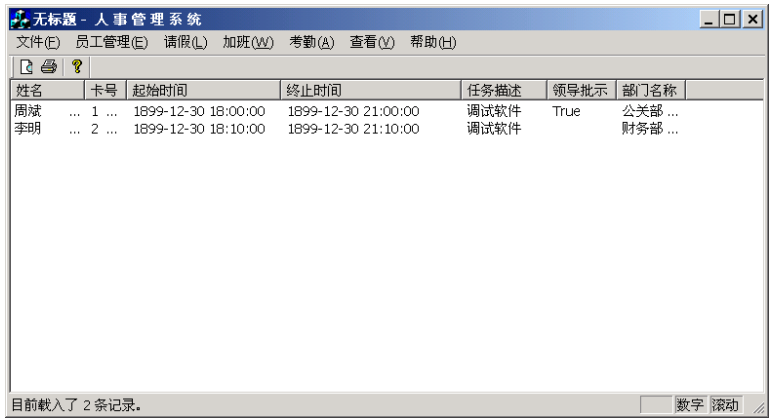 无标题 - 人事管理系统
文件(F) 员工管理(E) 请假(L) 加班(W) 考勤(A) 查看(V) 帮助(H)
姓名 卡号 起始时间 终止时间 任务描述 领导批示 部门名称
周斌 ... 1 ... 1899-12-30 18:00:00 1899-12-30 21:00:00 调试软件 True 公关部 ...
李明 ... 2 ... 1899-12-30 18:10:00 1899-12-30 21:10:00 调试软件 财务部 ...
目前载入了 2 条记录。 数字 滚动